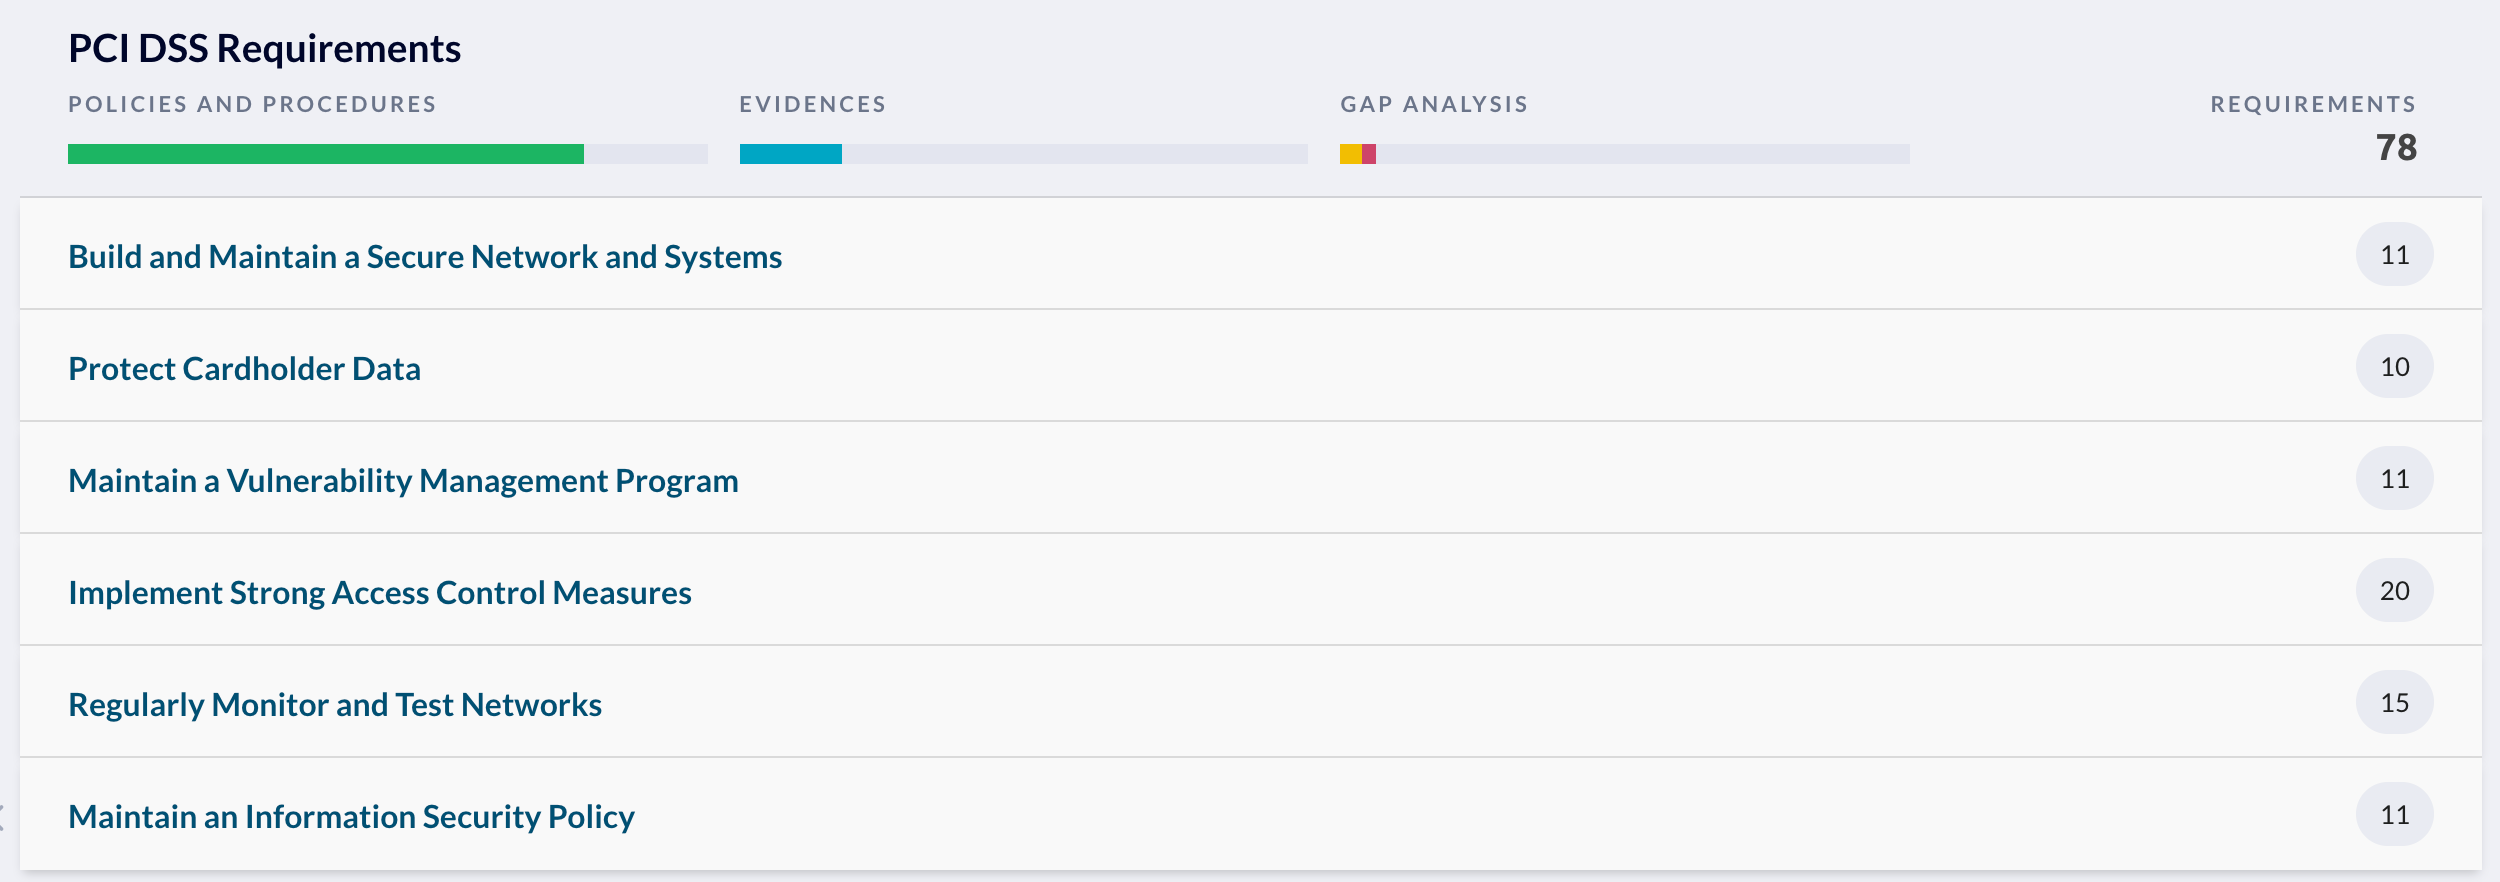 PCI DSS Requirements
POLICIES AND PROCEDURES EVIDENCES GAP ANALYSIS REQUIREMENTS
78
Build and Maintain a Secure Network and Systems 11
Protect Cardholder Data 10
Maintain a Vulnerability Management Program 11
Implement Strong Access Control Measures 20
Regularly Monitor and Test Networks 15
Maintain an Information Security Policy 11